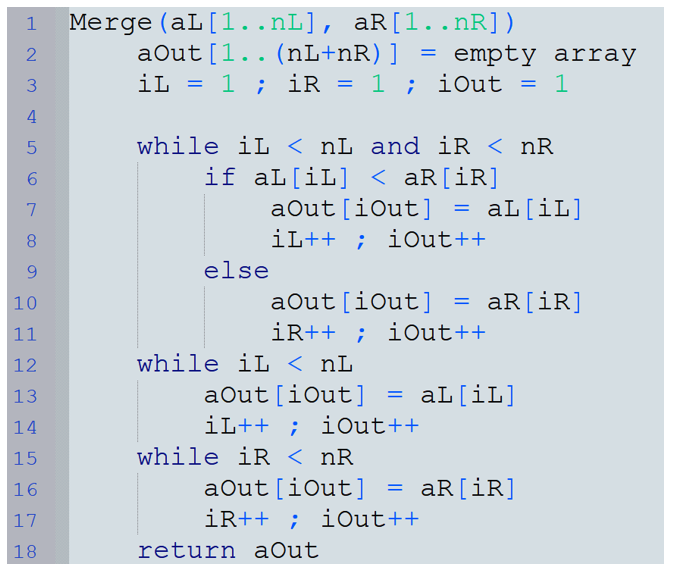 1 Merge(aL[1..nL], aR[1..nR])
2     aOut[1..(nL+nR)] = empty array
3     iL = 1 ; iR = 1 ; iOut = 1
4
5     while iL < nL and iR < nR
6         if aL[iL] < aR[iR]
7             aOut[iOut] = aL[iL]
8             iL++ ; iOut++
9         else
10             aOut[iOut] = aR[iR]
11             iR++ ; iOut++
12     while iL < nL
13         aOut[iOut] = aL[iL]
14         iL++ ; iOut++
15     while iR < nR
16         aOut[iOut] = aR[iR]
17         iR++ ; iOut++
18     return aOut